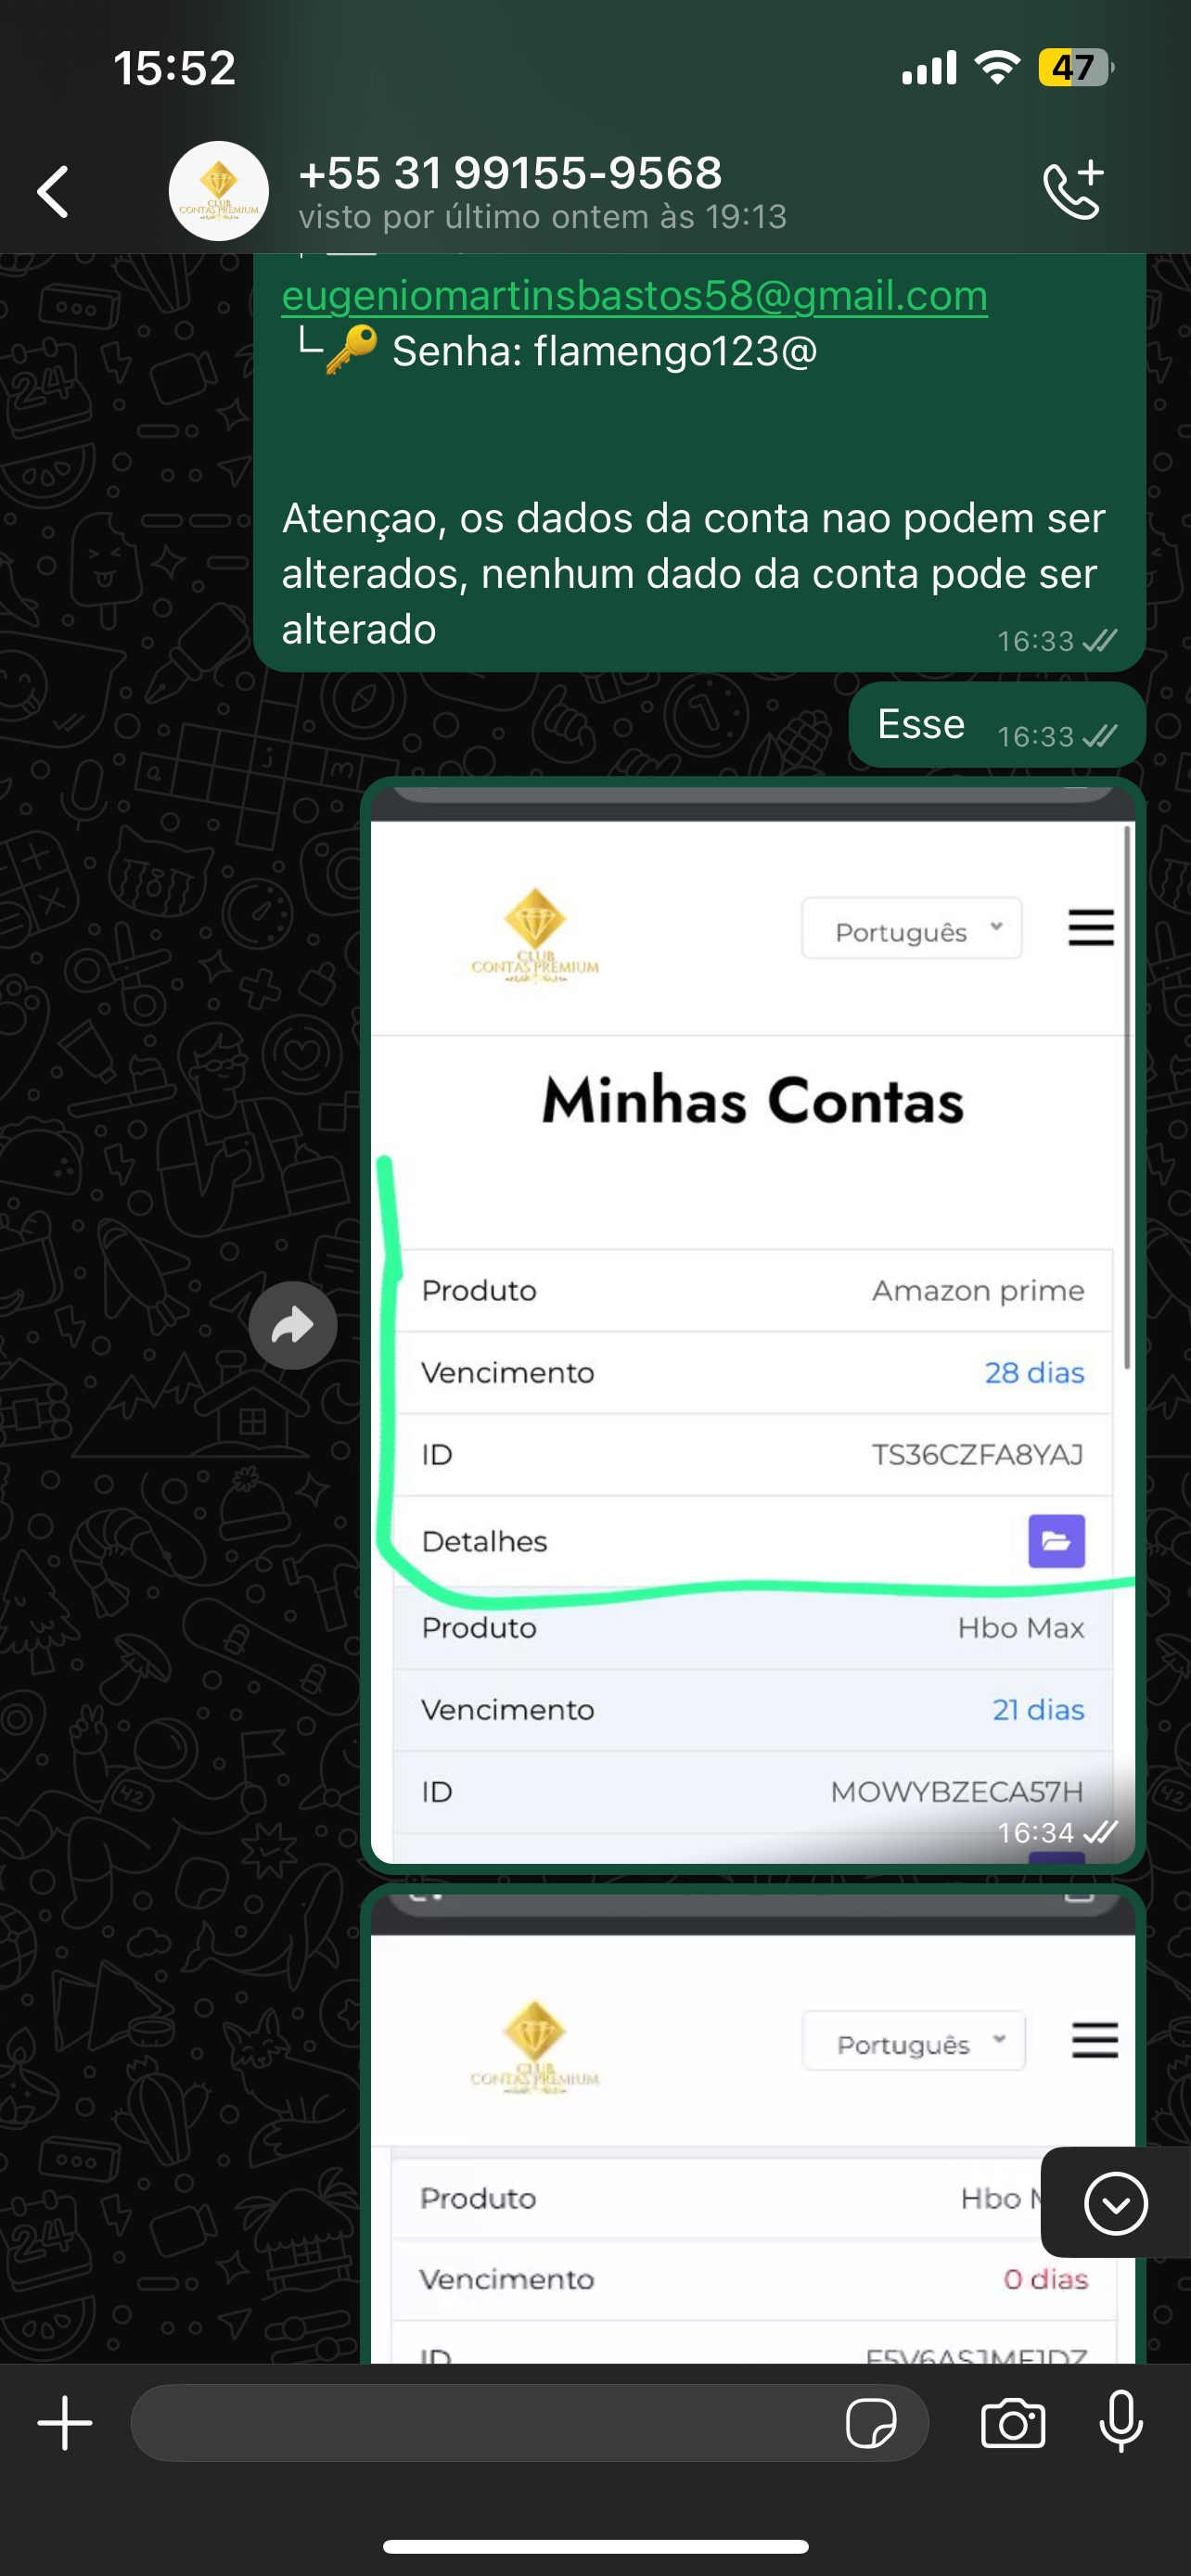 15:52
47
+55 31 99155-9568
visto por último ontem às 19:13
eugeniomartinsbastos58@gmail.com
Senha: flamengo123@
Atençao, os dados da conta nao podem ser
alterados, nenhum dado da conta pode ser
alterado
16:33
Esse 16:33
CLUB
CONTAS PREMIUM
Português
Minhas Contas
Produto Amazon prime
Vencimento 28 dias
ID TS36CZFA8YAJ
Detalhes
Produto Hbo Max
Vencimento 21 dias
ID MOWYBZECA57H
16:34
CLUB
CONTAS PREMIUM
Português
Produto Hbo
Vencimento 0 dias
ID